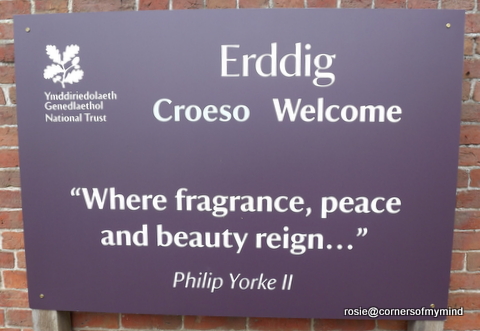 Ymddiriedolaeth
Genedlaethol
National Trust
Erddig
Croeso Welcome
“Where fragrance, peace
and beauty reign...”
Philip Yorke II
rosie@cornersofmymind